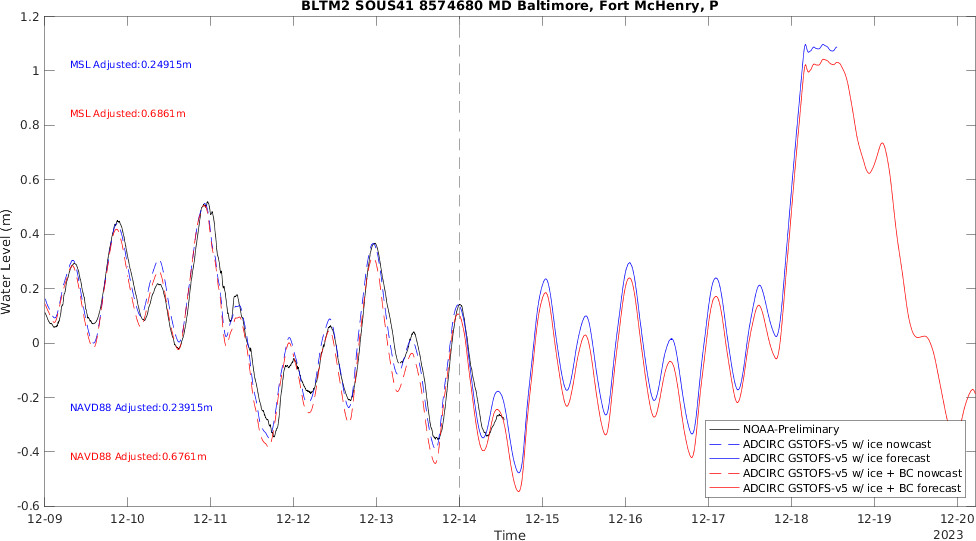 BLTM2 SOUS41 8574680 MD Baltimore, Fort McHenry, P
1.2
1
0.8
0.6
0.4
0.2
0
-0.2
-0.4
-0.6
Water Level (m)
MSL Adjusted:0.24915m
MSL Adjusted:0.6861m
NAVD88 Adjusted:0.23915m
NAVD88 Adjusted:0.6761m
NOAA-Preliminary
ADCIRC GSTOFS-v5 w/ ice nowcast
ADCIRC GSTOFS-v5 w/ ice forecast
ADCIRC GSTOFS-v5 w/ ice + BC nowcast
ADCIRC GSTOFS-v5 w/ ice + BC forecast
12-09 12-10 12-11 12-12 12-13 12-14 12-15 12-16 12-17 12-18 12-19 12-20
Time 2023